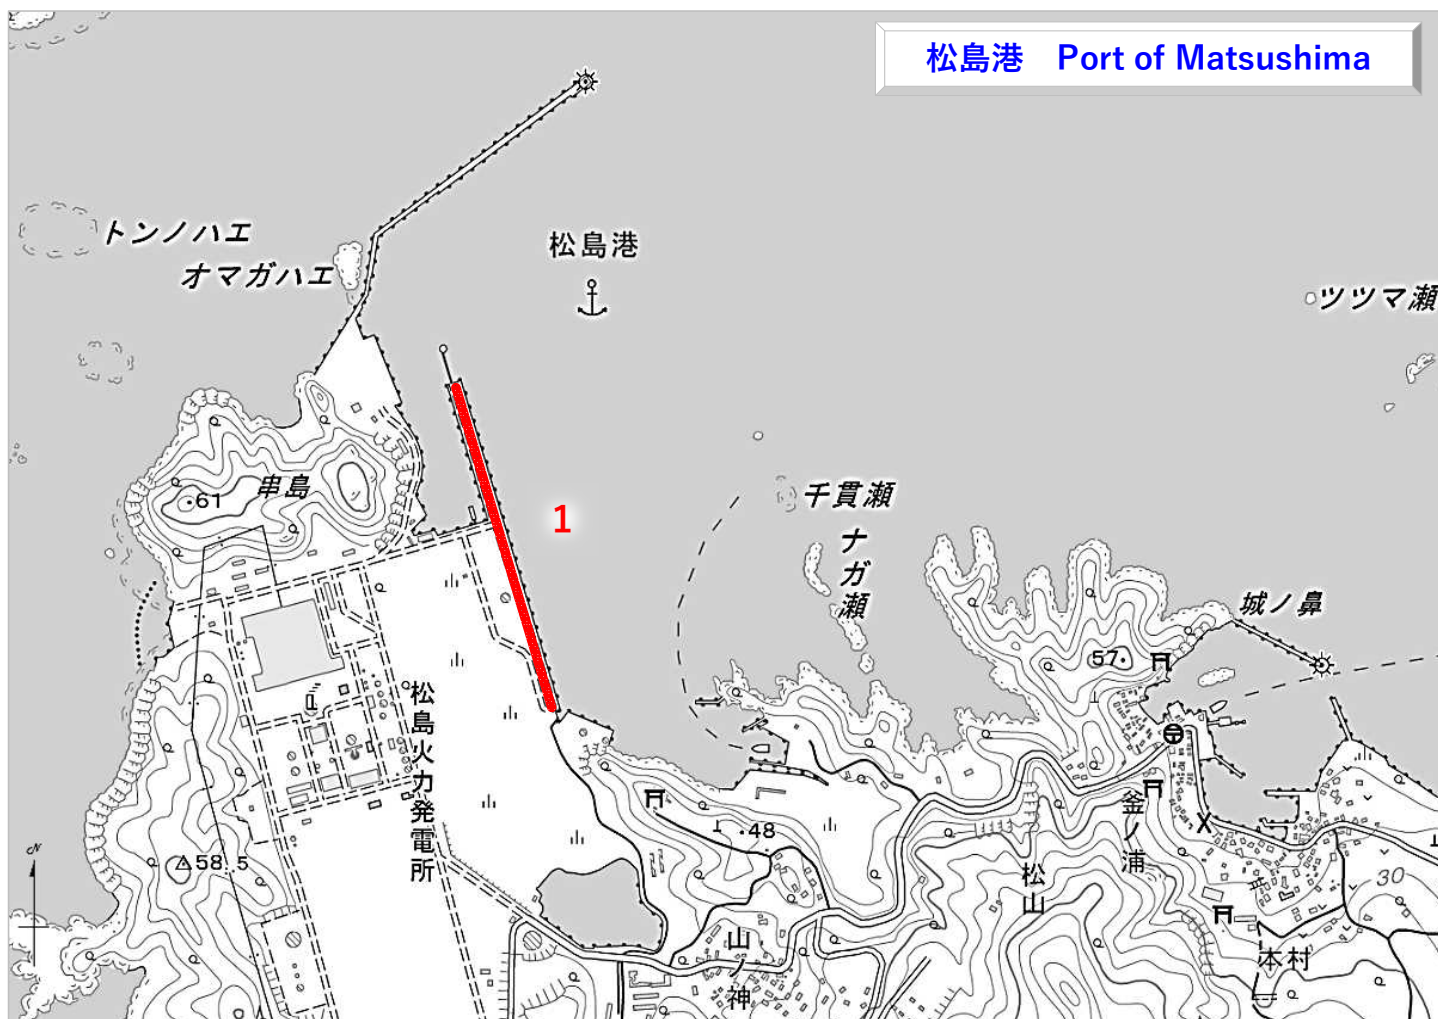 松島港 Port of Matsushima
トンノハエ
松島港
オマガハエ
ツツマ瀬
串島
61
1
千貫瀬
ナガ瀬
城ノ鼻
57
松島火力発電所
48
釜ノ浦
58.5
松山
30
山ノ神
本村